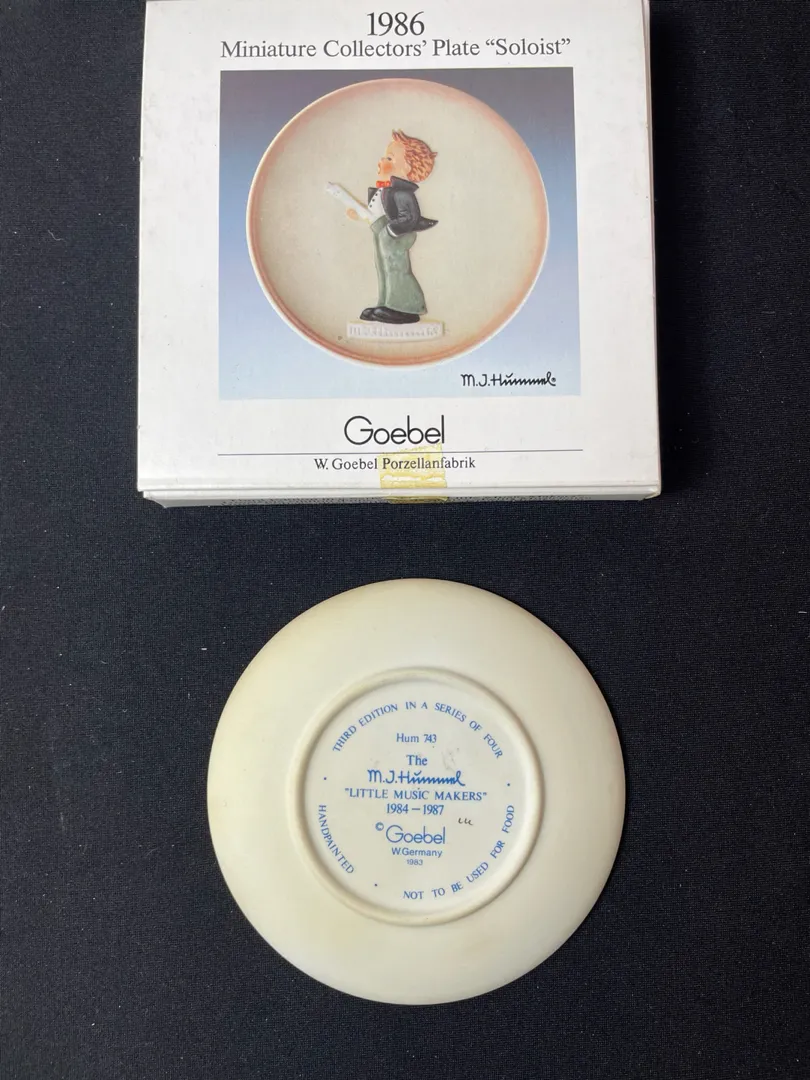 1986
Miniature Collectors' Plate “Soloist”
M.J.Hummel®
Goebel
W. Goebel Porzellanfabrik
THIRD EDITION IN A SERIES OF FOUR
Hum 743
The
M.J.Hummel
"LITTLE MUSIC MAKERS"
1984—1987
©Goebel
W.Germany
1983
HANDPAINTED
NOT TO BE USED FOR FOOD